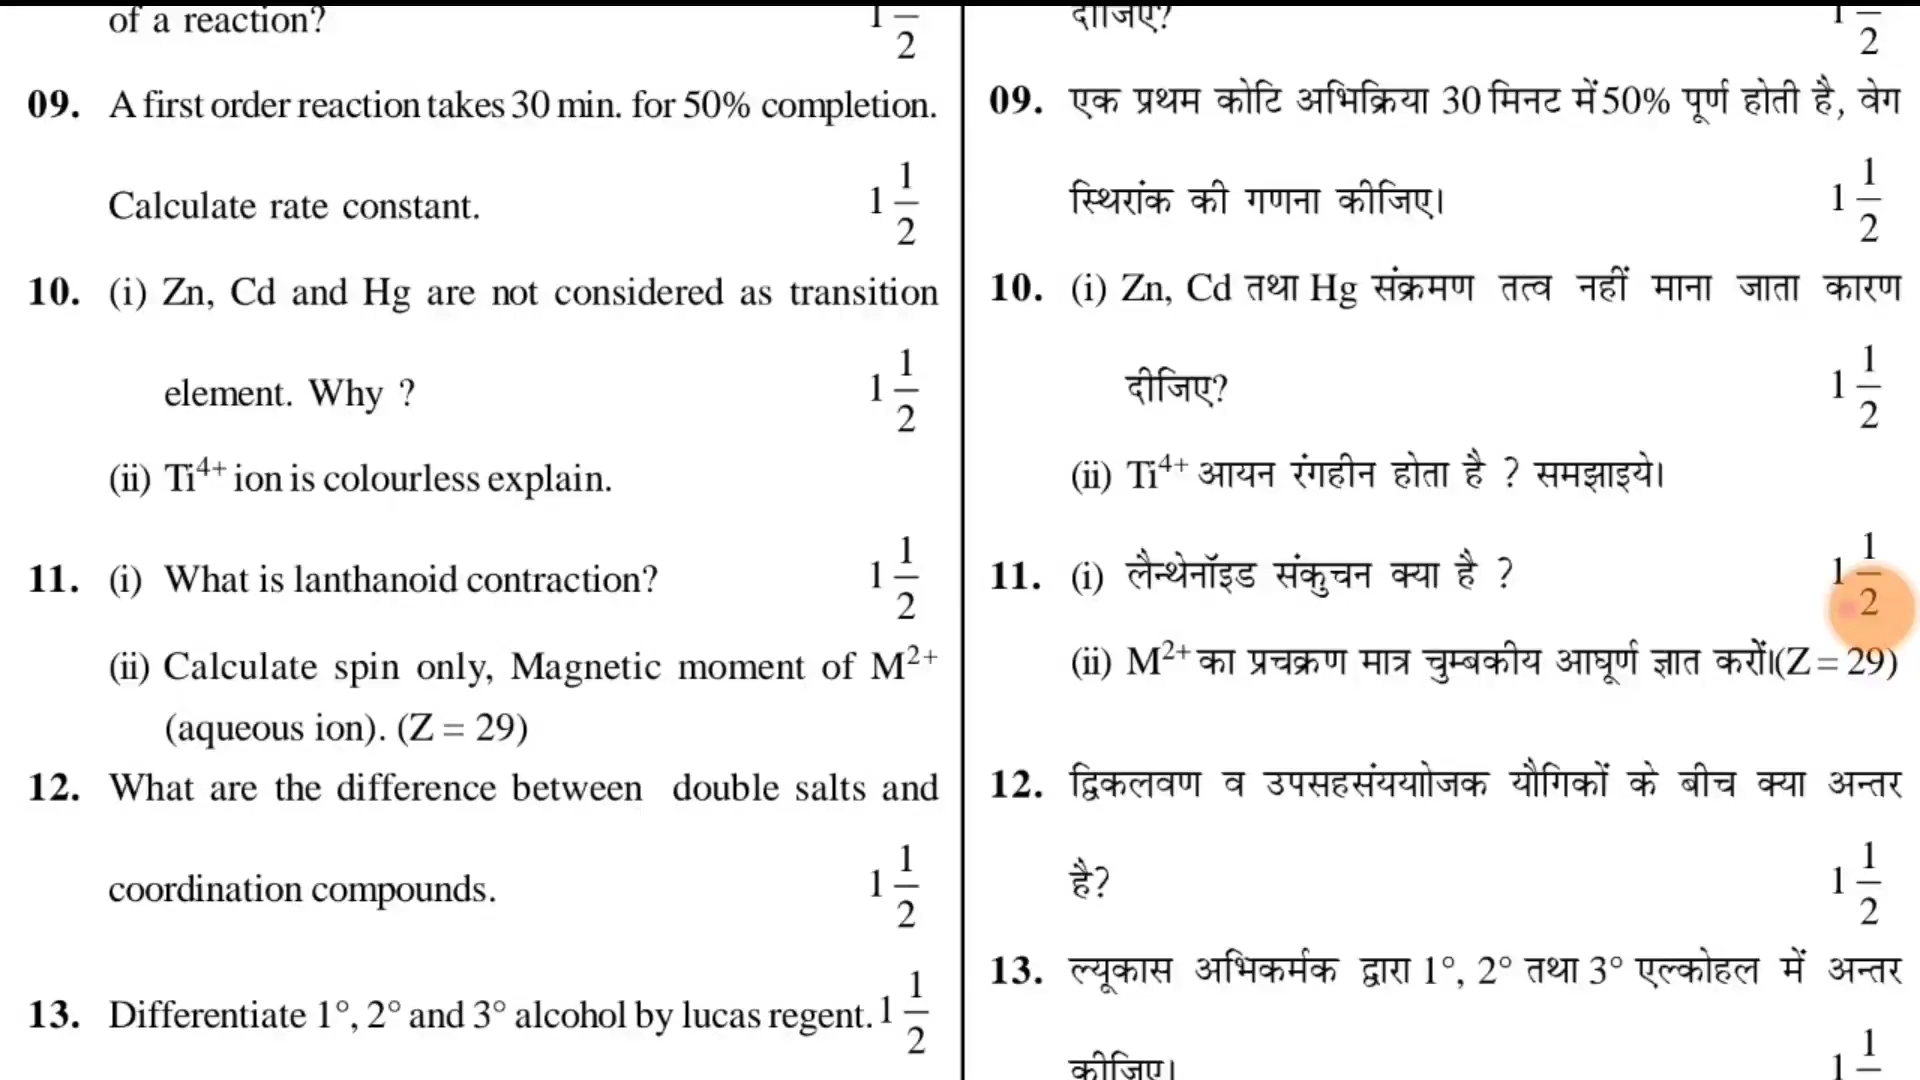 of a reaction? 1 —/2
09. A first order reaction takes 30 min. for 50% completion.
Calculate rate constant. 1 1/2
10. (i) Zn, Cd and Hg are not considered as transition
element. Why ? 1 1/2
(ii) Ti⁴⁺ ion is colourless explain.
11. (i) What is lanthanoid contraction? 1 1/2
(ii) Calculate spin only, Magnetic moment of M²⁺
(aqueous ion). (Z = 29)
12. What are the difference between double salts and
coordination compounds. 1 1/2
13. Differentiate 1°, 2° and 3° alcohol by lucas regent. 1 1/2
दीजिए? 1 —/2
09. एक प्रथम कोटि अभिक्रिया 30 मिनट में 50% पूर्ण होती है, वेग
स्थिरांक की गणना कीजिए। 1 1/2
10. (i) Zn, Cd तथा Hg संक्रमण तत्व नहीं माना जाता कारण
दीजिए? 1 1/2
(ii) Ti⁴⁺ आयन रंगहीन होता है ? समझाइये।
11. (i) लैन्थेनॉइड संकुचन क्या है ? 1 1/2
(ii) M²⁺ का प्रचक्रण मात्र चुम्बकीय आघूर्ण ज्ञात करों।(Z = 29)
12. द्विकलवण व उपसहसंययाोजक यौगिकों के बीच क्या अन्तर
है? 1 1/2
13. ल्यूकास अभिकर्मक द्वारा 1°, 2° तथा 3° एल्कोहल में अन्तर
कीजिए। 1 1/